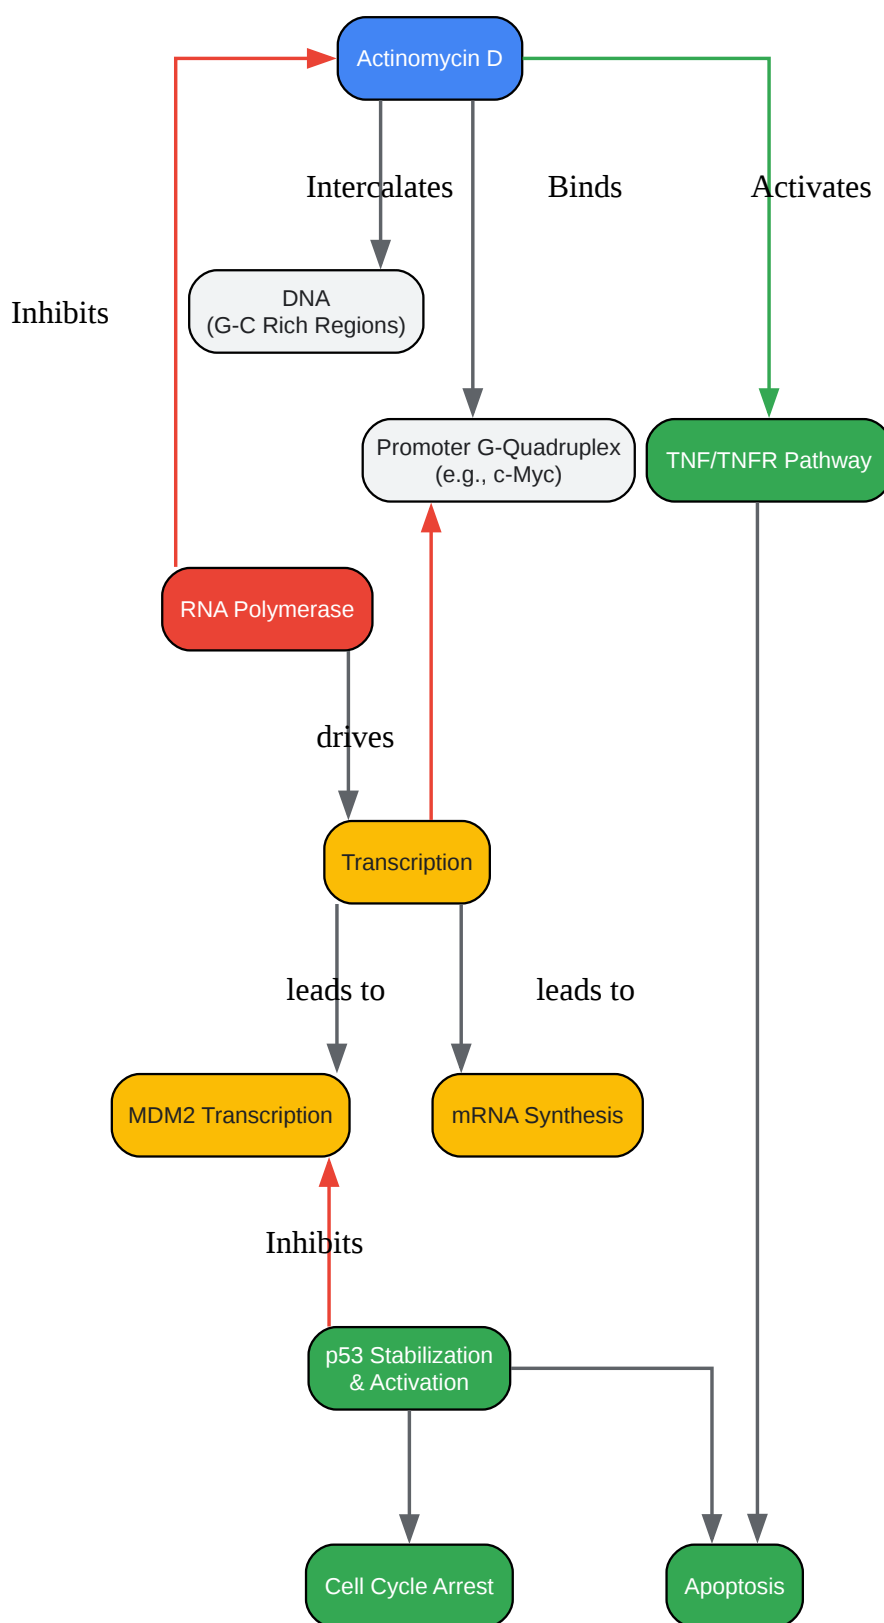 Actinomycin D
Intercalates
Binds
Activates
DNA
(G-C Rich Regions)
Inhibits
Promoter G-Quadruplex
(e.g., c-Myc)
TNF/TNFR Pathway
RNA Polymerase
drives
Transcription
leads to
leads to
MDM2 Transcription
mRNA Synthesis
Inhibits
p53 Stabilization
& Activation
Cell Cycle Arrest
Apoptosis